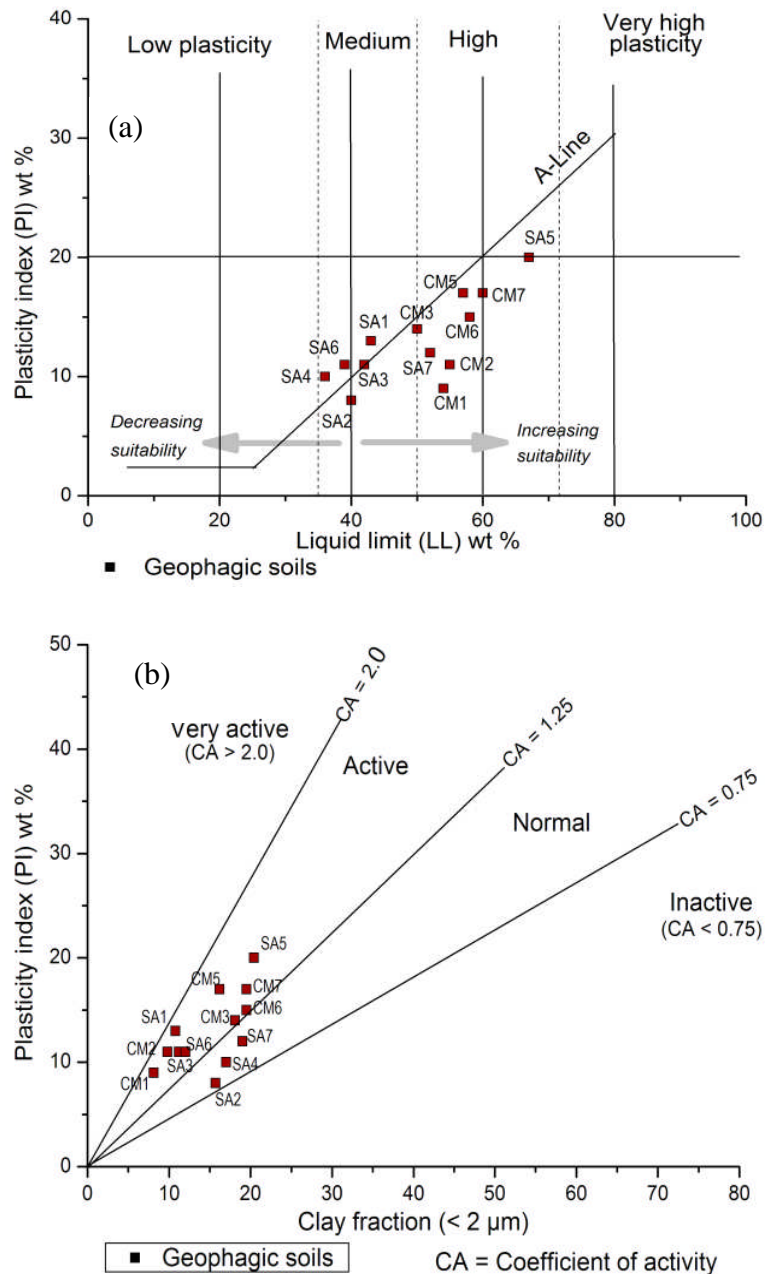 (a)
Low plasticity
Medium
High
Very high
plasticity
Plasticity index (PI) wt %
40
30
20
10
0
A-Line
SA5
CM5
CM7
CM3
CM6
SA1
SA6
SA4
SA3
SA7
CM2
SA2
CM1
Decreasing
suitability
Increasing
suitability
0
20
40
60
80
100
Liquid limit (LL) wt %
Geophagic soils
(b)
Plasticity index (PI) wt %
50
40
30
20
10
0
CA = 2.0
Very active
(CA > 2.0)
Active
CA = 1.25
Normal
CA = 0.75
Inactive
(CA < 0.75)
SA5
CM5
CM7
CM6
CM3
SA1
SA7
CM2
SA6
SA3
SA4
CM1
SA2
0
10
20
30
40
50
60
70
80
Clay fraction (< 2 µm)
Geophagic soils
CA = Coefficient of activity